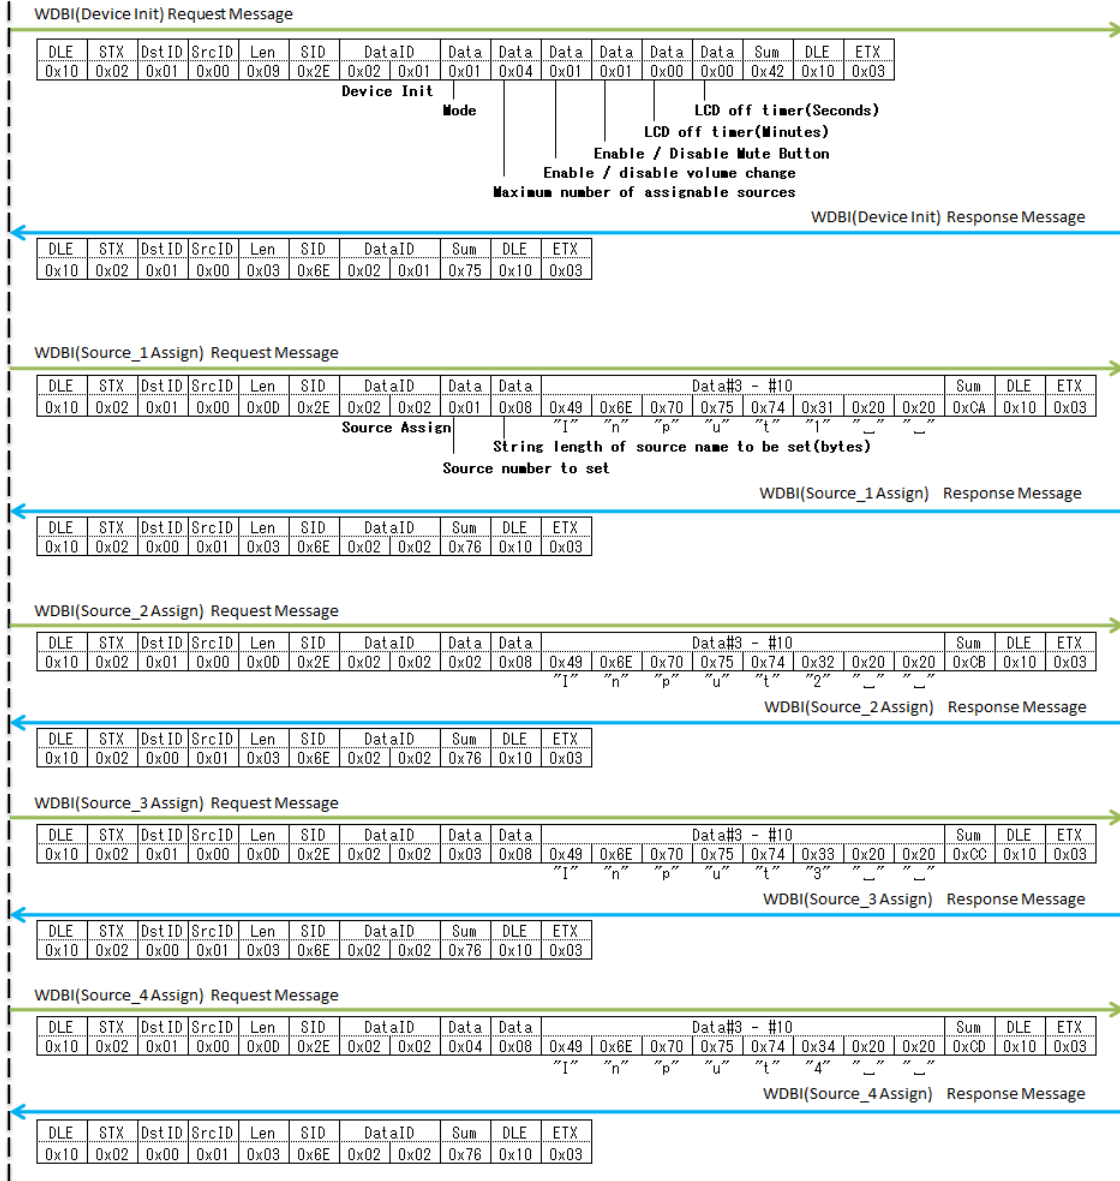 WDBI(Device Init) Request Message
DLE STX DstID SrcID Len SID DataID Data Data Data Data Data Data Sum DLE ETX
0x10 0x02 0x01 0x00 0x09 0x2E 0x02 0x01 0x01 0x04 0x01 0x01 0x00 0x00 0x42 0x10 0x03
Device Init
Mode
LCD off timer(Seconds)
LCD off timer(Minutes)
Enable / Disable Mute Button
Enable / disable volume change
Maximum number of assignable sources
WDBI(Device Init) Response Message
DLE STX DstID SrcID Len SID DataID Sum DLE ETX
0x10 0x02 0x01 0x00 0x03 0x6E 0x02 0x01 0x75 0x10 0x03
WDBI(Source_1 Assign) Request Message
DLE STX DstID SrcID Len SID DataID Data Data Data#3 - #10 Sum DLE ETX
0x10 0x02 0x01 0x00 0x0D 0x2E 0x02 0x02 0x01 0x08 0x49 0x6E 0x70 0x75 0x74 0x31 0x20 0x20 0xCA 0x10 0x03
Source Assign "I" "n" "p" "u" "t" "1" "␣" "␣"
String length of source name to be set(bytes)
Source number to set
WDBI(Source_1 Assign) Response Message
DLE STX DstID SrcID Len SID DataID Sum DLE ETX
0x10 0x02 0x00 0x01 0x03 0x6E 0x02 0x02 0x76 0x10 0x03
WDBI(Source_2 Assign) Request Message
DLE STX DstID SrcID Len SID DataID Data Data Data#3 - #10 Sum DLE ETX
0x10 0x02 0x01 0x00 0x0D 0x2E 0x02 0x02 0x02 0x08 0x49 0x6E 0x70 0x75 0x74 0x32 0x20 0x20 0xCB 0x10 0x03
"I" "n" "p" "u" "t" "2" "␣" "␣"
WDBI(Source_2 Assign) Response Message
DLE STX DstID SrcID Len SID DataID Sum DLE ETX
0x10 0x02 0x00 0x01 0x03 0x6E 0x02 0x02 0x76 0x10 0x03
WDBI(Source_3 Assign) Request Message
DLE STX DstID SrcID Len SID DataID Data Data Data#3 - #10 Sum DLE ETX
0x10 0x02 0x01 0x00 0x0D 0x2E 0x02 0x02 0x03 0x08 0x49 0x6E 0x70 0x75 0x74 0x33 0x20 0x20 0xCC 0x10 0x03
"I" "n" "p" "u" "t" "3" "␣" "␣"
WDBI(Source_3 Assign) Response Message
DLE STX DstID SrcID Len SID DataID Sum DLE ETX
0x10 0x02 0x00 0x01 0x03 0x6E 0x02 0x02 0x76 0x10 0x03
WDBI(Source_4 Assign) Request Message
DLE STX DstID SrcID Len SID DataID Data Data Data#3 - #10 Sum DLE ETX
0x10 0x02 0x01 0x00 0x0D 0x2E 0x02 0x02 0x04 0x08 0x49 0x6E 0x70 0x75 0x74 0x34 0x20 0x20 0xCD 0x10 0x03
"I" "n" "p" "u" "t" "4" "␣" "␣"
WDBI(Source_4 Assign) Response Message
DLE STX DstID SrcID Len SID DataID Sum DLE ETX
0x10 0x02 0x00 0x01 0x03 0x6E 0x02 0x02 0x76 0x10 0x03